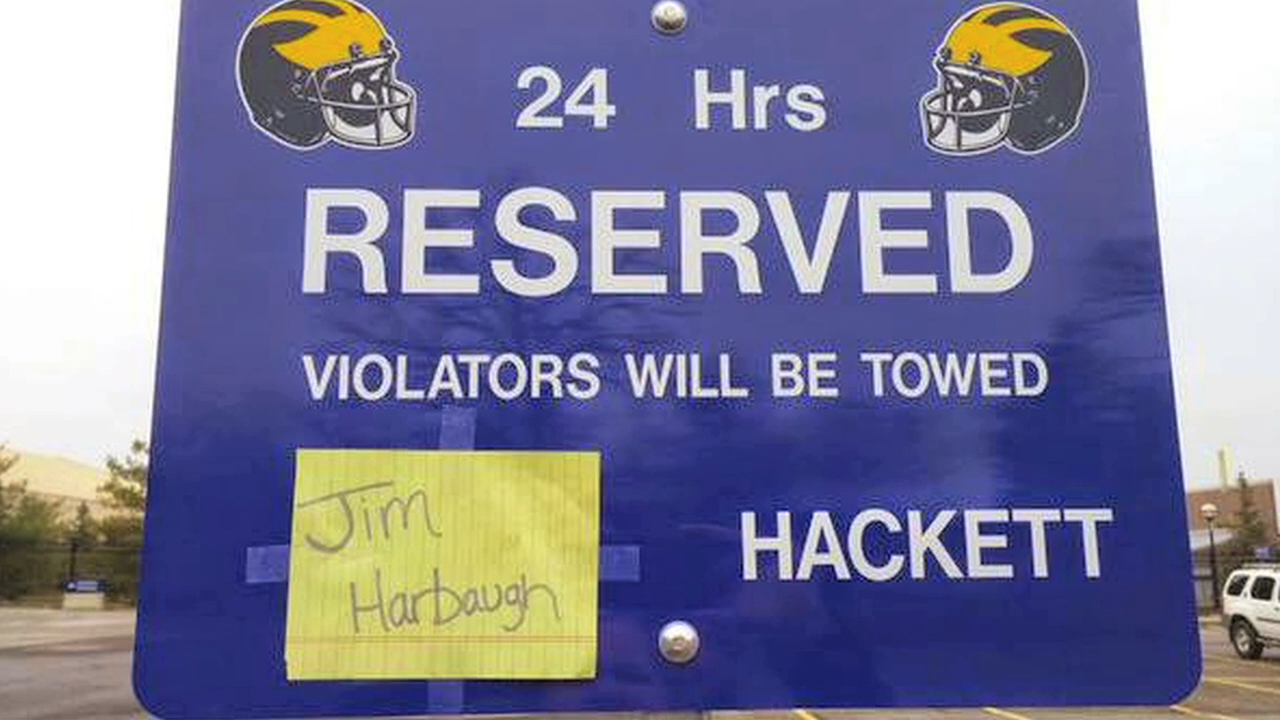 24 Hrs
RESERVED
VIOLATORS WILL BE TOWED
Jim
Harbaugh
HACKETT